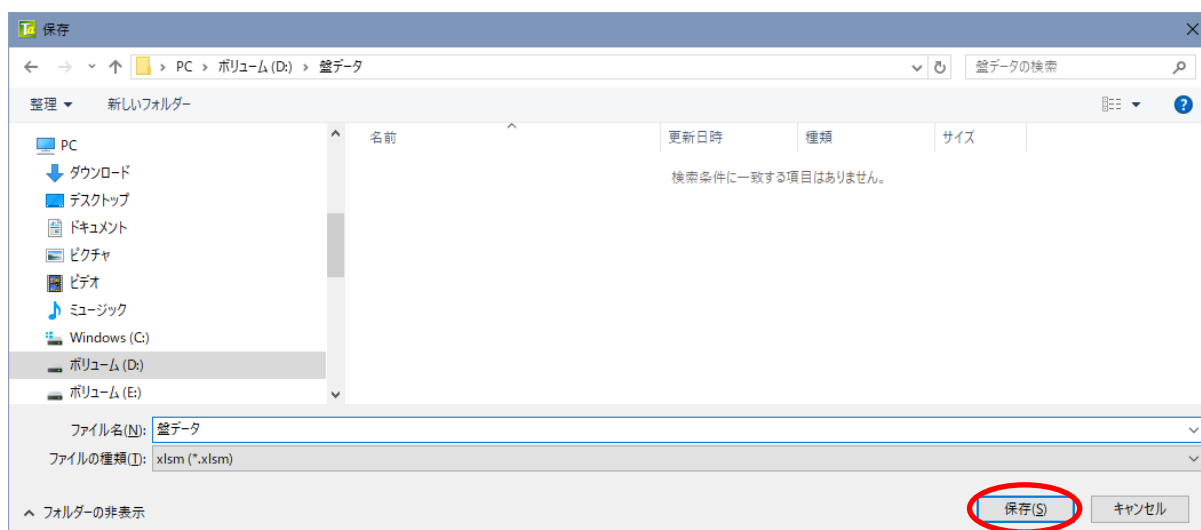 保存
PC › ボリューム (D:) › 盤データ
盤データの検索
整理 新しいフォルダー
名前 更新日時 種類 サイズ
検索条件に一致する項目はありません。
PC
ダウンロード
デスクトップ
ドキュメント
ピクチャ
ビデオ
ミュージック
Windows (C:)
ボリューム (D:)
ボリューム (E:)
ファイル名(N): 盤データ
ファイルの種類(T): xlsm (*.xlsm)
フォルダーの非表示
保存(S) キャンセル